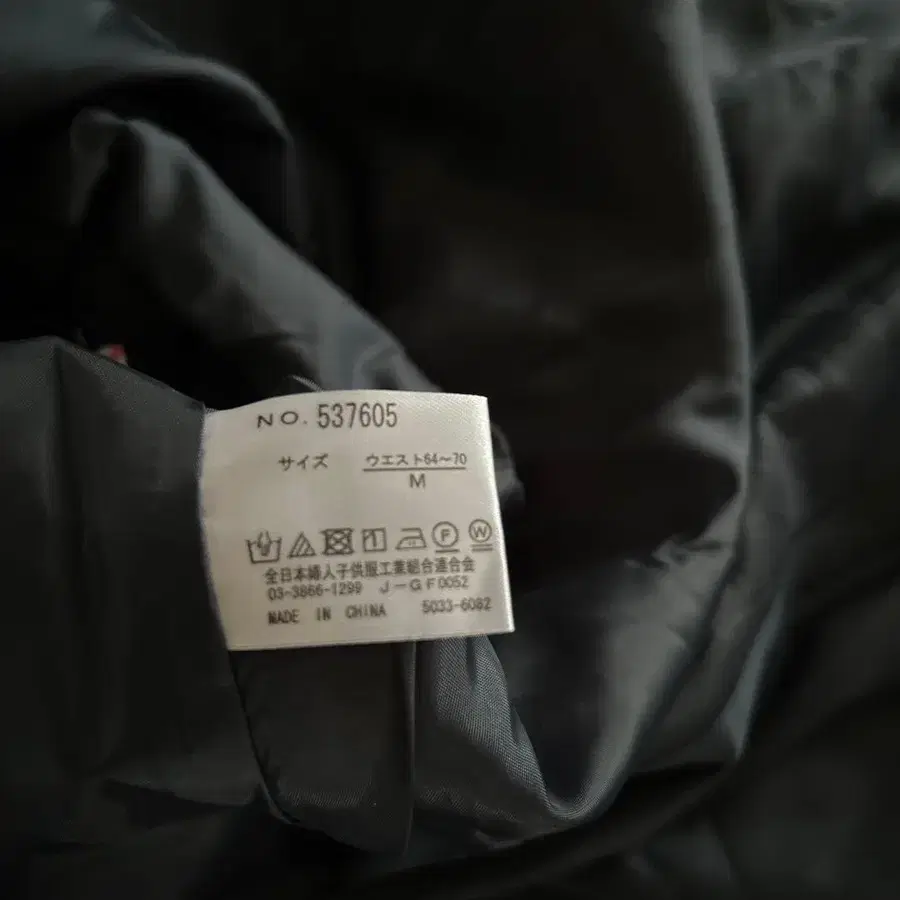 NO. 537605
サイズ ウエスト64〜70
M
F W
全日本婦人子供服工業組合連合会
03-3866-1299 J-GF0052
MADE IN CHINA 5033-6082